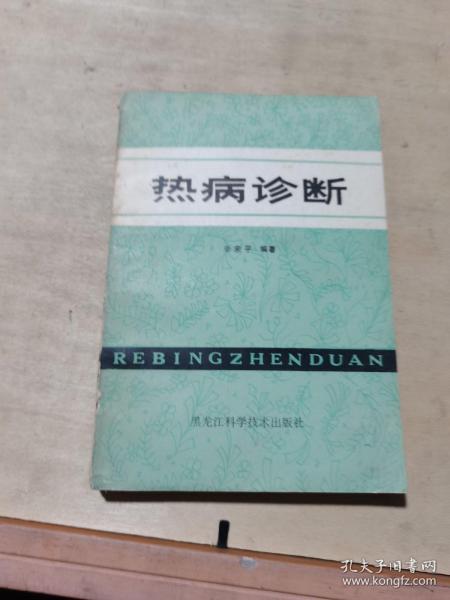 热病诊断
编著
REBINGZHENDUAN
黑龙江科学技术出版社
孔夫子旧书网
www.kongfz.com